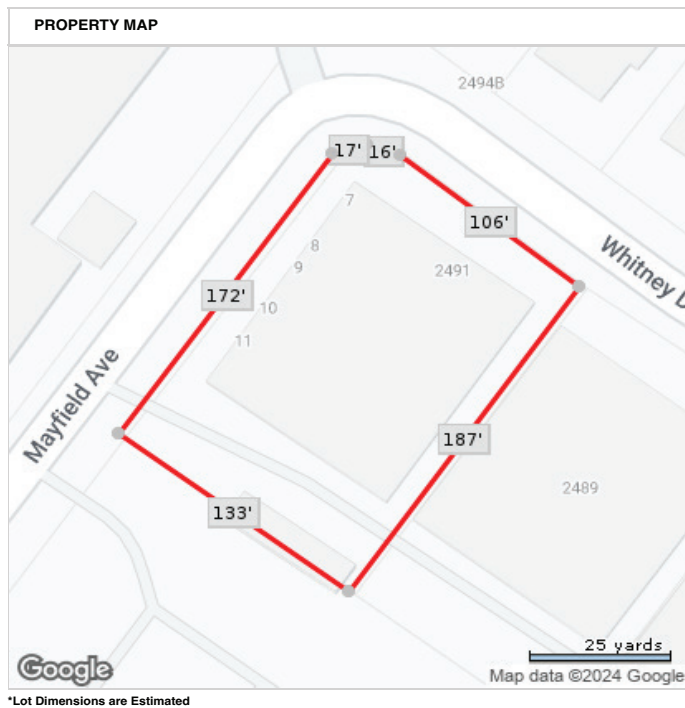 PROPERTY MAP
2494B
17' 16'
7
106'
8
2491
9
Whitney D
172'
10
11
Mayfield Ave
187'
2489
133'
25 yards
Google
Map data ©2024 Google
*Lot Dimensions are Estimated